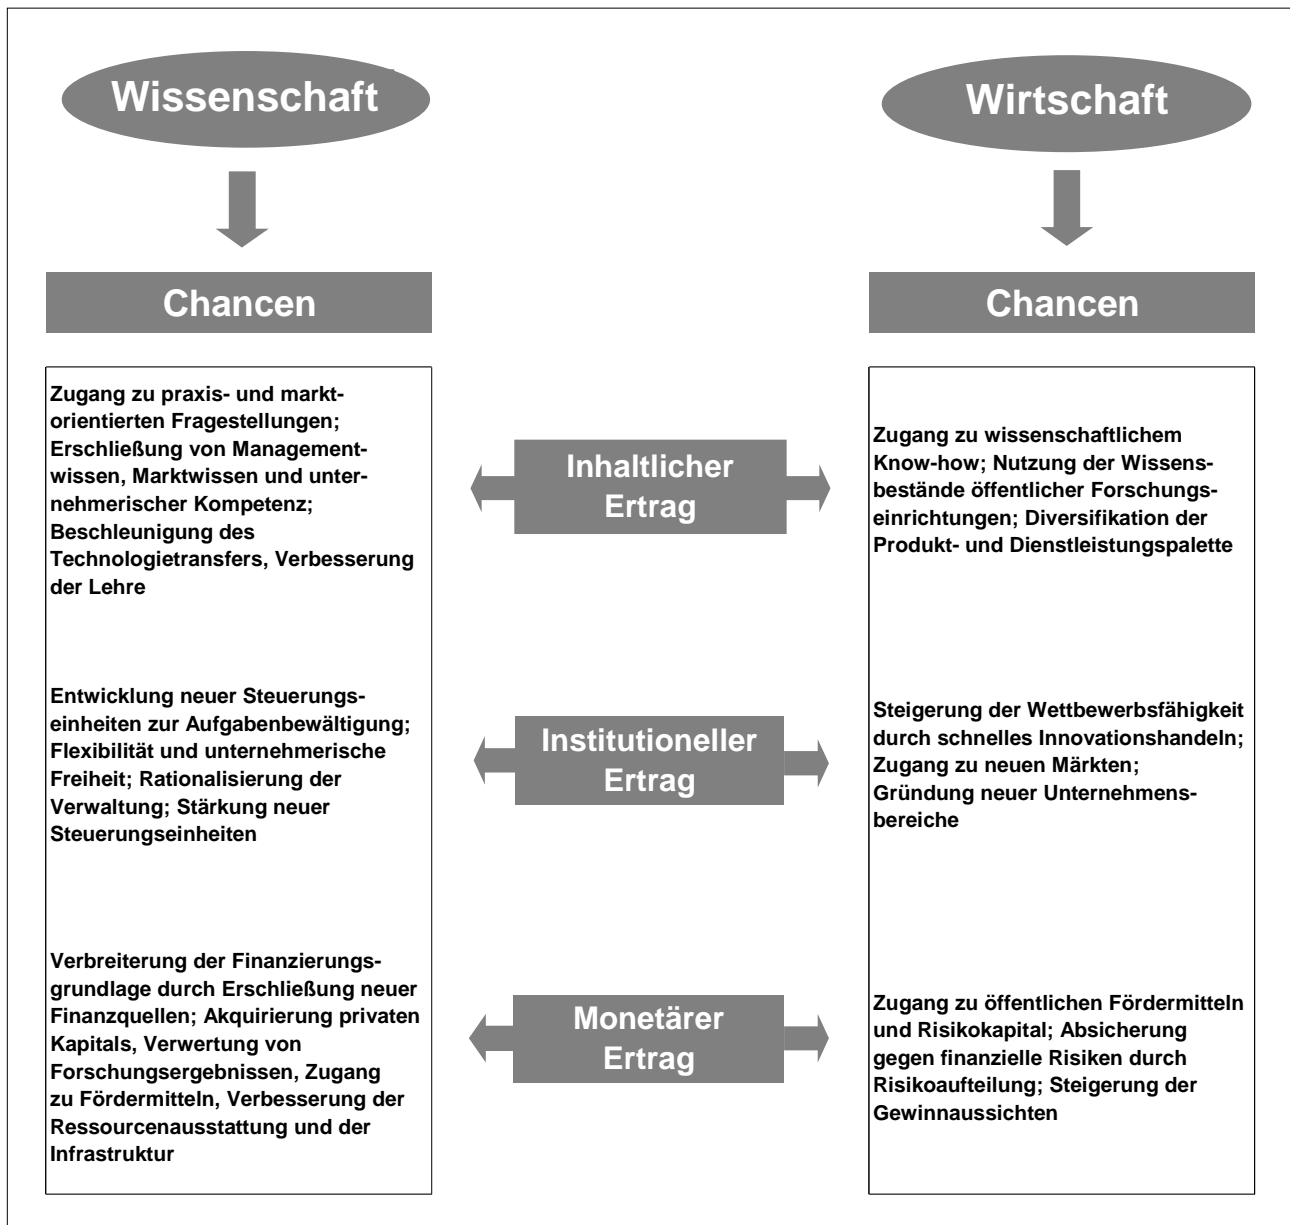 Wissenschaft
Wirtschaft
Chancen
Chancen
Zugang zu praxis- und markt-
orientierten Fragestellungen;
Erschließung von Management-
wissen, Marktwissen und unter-
nehmerischer Kompetenz;
Beschleunigung des
Technologietransfers, Verbesserung
der Lehre
Inhaltlicher
Ertrag
Zugang zu wissenschaftlichem
Know-how; Nutzung der Wissens-
bestände öffentlicher Forschungs-
einrichtungen; Diversifikation der
Produkt- und Dienstleistungspalette
Entwicklung neuer Steuerungs-
einheiten zur Aufgabenbewältigung;
Flexibilität und unternehmerische
Freiheit; Rationalisierung der
Verwaltung; Stärkung neuer
Steuerungseinheiten
Institutioneller
Ertrag
Steigerung der Wettbewerbsfähigkeit
durch schnelles Innovationshandeln;
Zugang zu neuen Märkten;
Gründung neuer Unternehmens-
bereiche
Verbreiterung der Finanzierungs-
grundlage durch Erschließung neuer
Finanzquellen; Akquirierung privaten
Kapitals, Verwertung von
Forschungsergebnissen, Zugang
zu Fördermitteln, Verbesserung der
Ressourcenausstattung und der
Infrastruktur
Monetärer
Ertrag
Zugang zu öffentlichen Fördermitteln
und Risikokapital; Absicherung
gegen finanzielle Risiken durch
Risikoaufteilung; Steigerung der
Gewinnaussichten